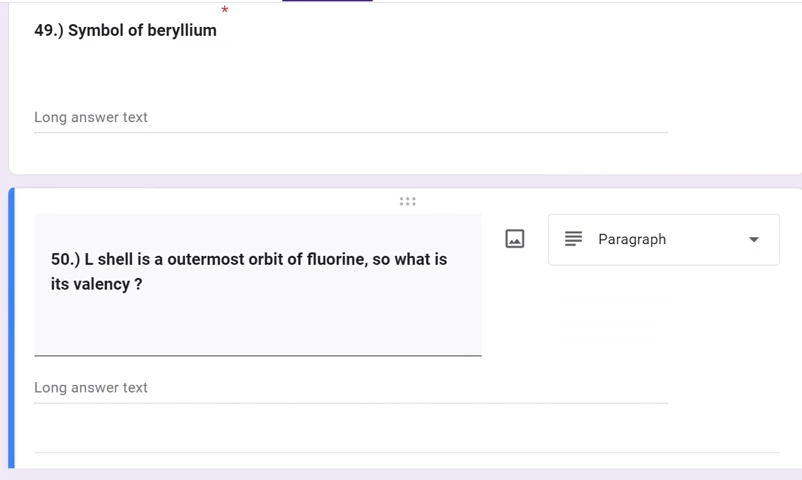 *
49.) Symbol of beryllium
Long answer text
50.) L shell is a outermost orbit of fluorine, so what is
its valency ?
Paragraph
Long answer text